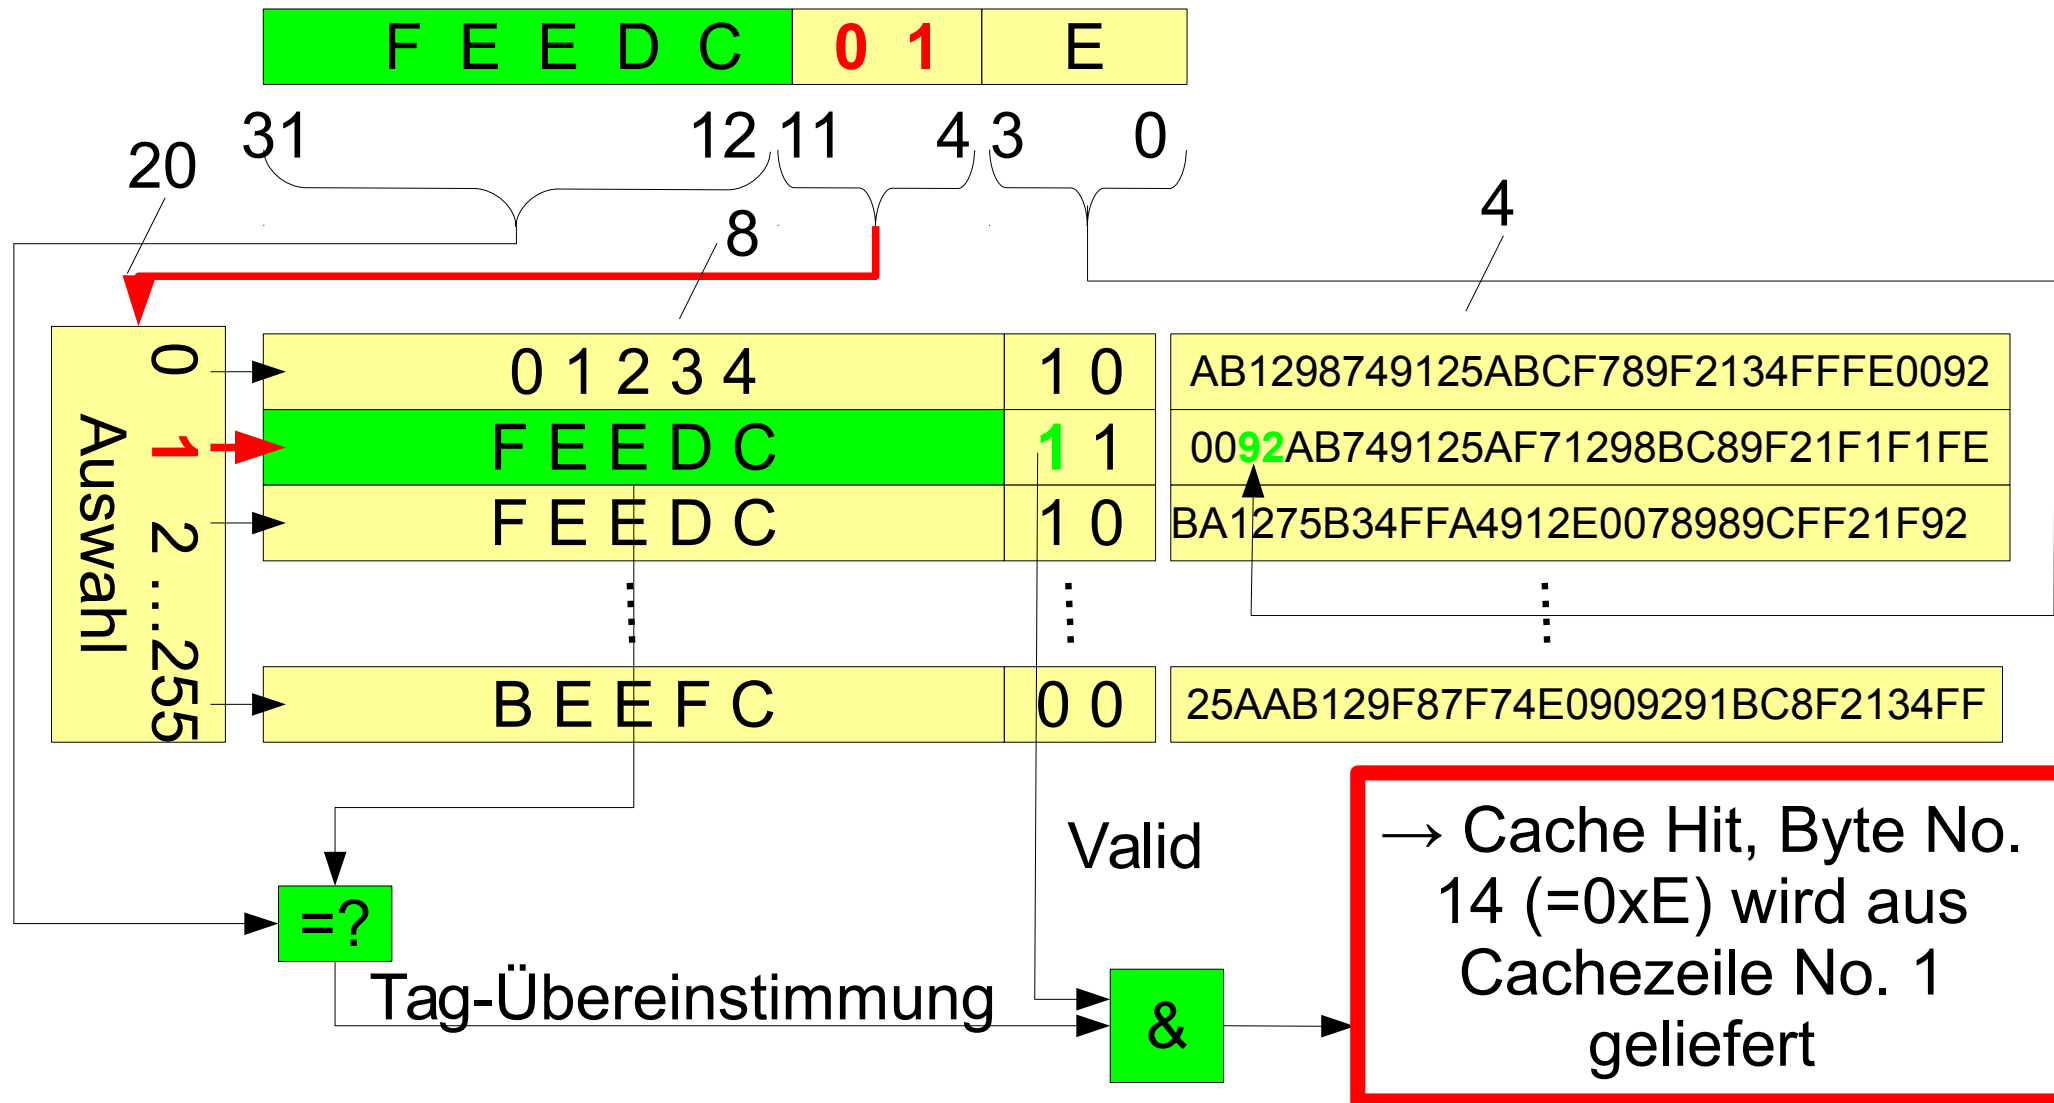 F E E D C 0 1 E
31 12 11 4 3 0
20
8
4
Auswahl
0 1 2 ...255
0 1 2 3 4 1 0 AB1298749125ABCF789F2134FFFE0092
F E E D C 1 1 0092AB749125AF71298BC89F21F1F1FE
F E E D C 1 0 BA1275B34FFA4912E0078989CFF21F92
B E E F C 0 0 25AAB129F87F74E0909291BC8F2134FF
Valid
=?
Tag-Übereinstimmung
&
→ Cache Hit, Byte No.
14 (=0xE) wird aus
Cachezeile No. 1
geliefert